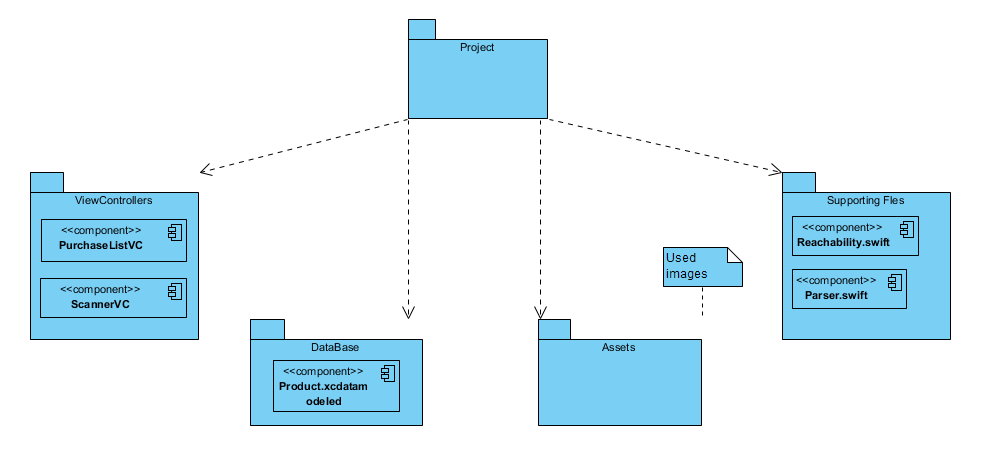 Project
ViewControllers
<<component>>
PurchaseListVC
<<component>>
ScannerVC
DataBase
<<component>>
Product.xcdatam
odeled
Used
images
Assets
Supporting Fles
<<component>>
Reachability.swift
<<component>>
Parser.swift